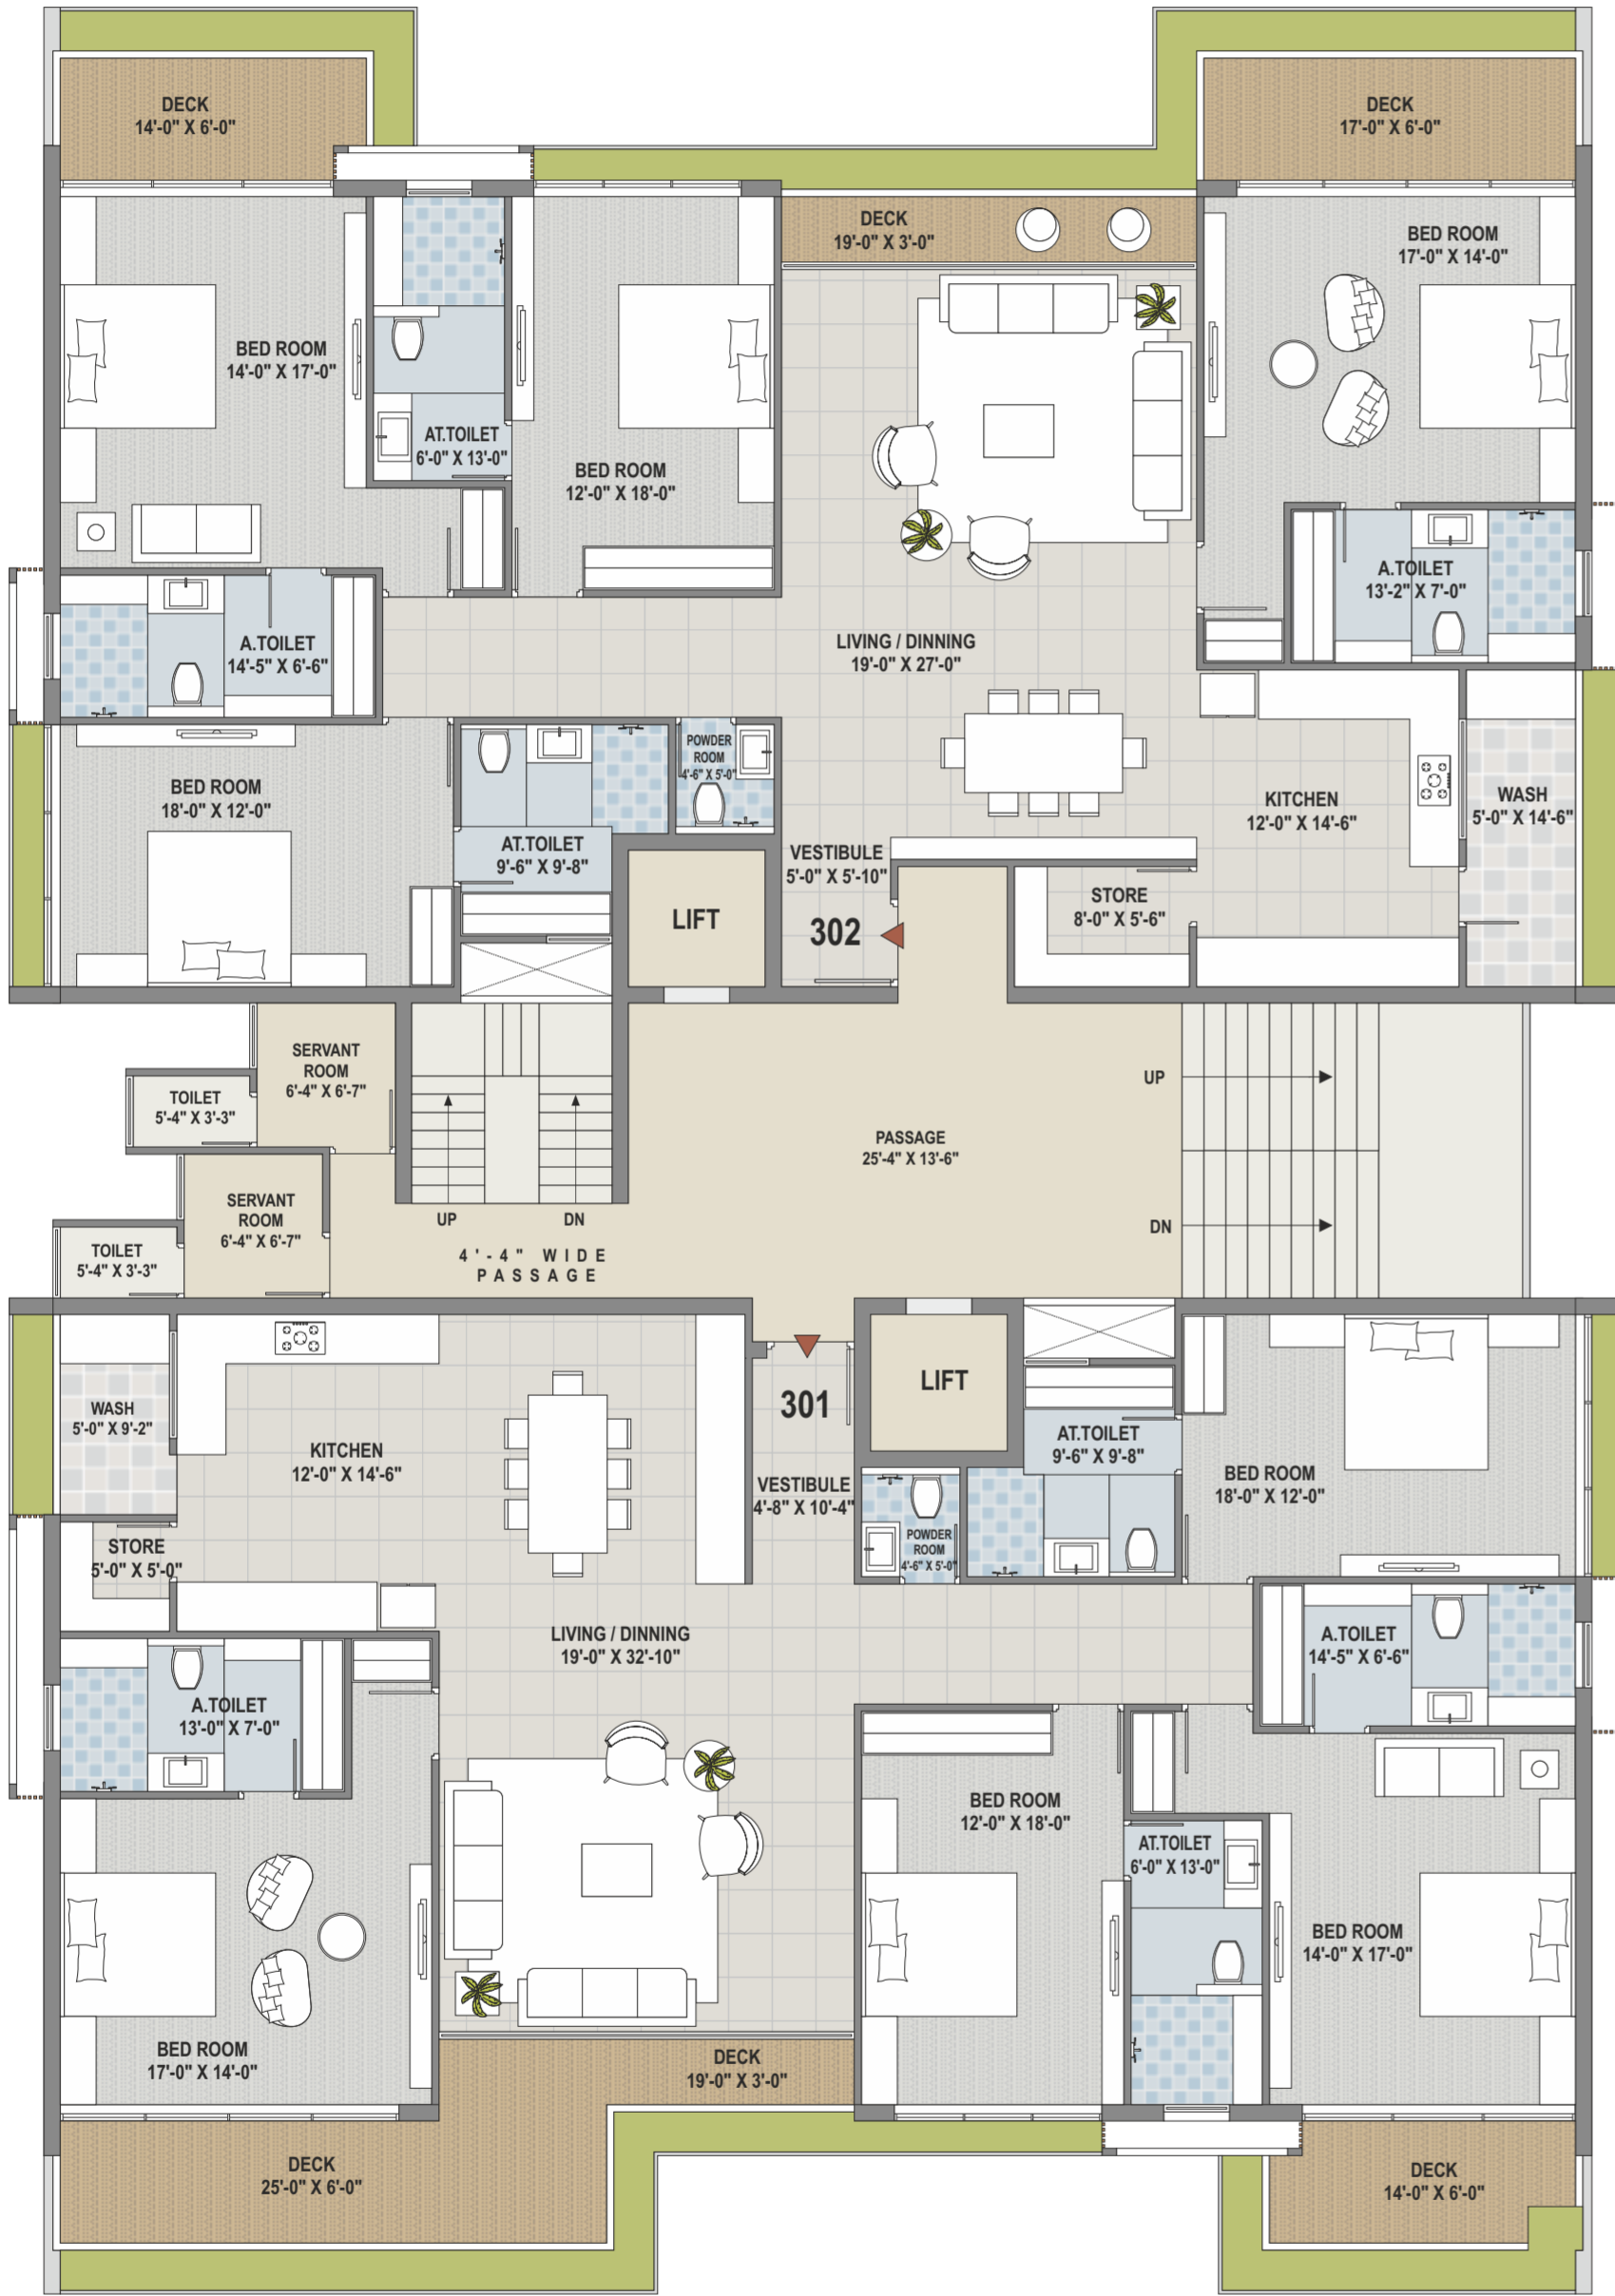 DECK
14'-0" X 6'-0"
DECK
17'-0" X 6'-0"
DECK
19'-0" X 3'-0"
BED ROOM
17'-0" X 14'-0"
BED ROOM
14'-0" X 17'-0"
AT.TOILET
6'-0" X 13'-0"
BED ROOM
12'-0" X 18'-0"
A.TOILET
13'-2" X 7'-0"
A.TOILET
14'-5" X 6'-6"
LIVING / DINNING
19'-0" X 27'-0"
POWDER
ROOM
4'-6" X 5'-0"
BED ROOM
18'-0" X 12'-0"
KITCHEN
12'-0" X 14'-6"
WASH
5'-0" X 14'-6"
AT.TOILET
9'-6" X 9'-8"
VESTIBULE
5'-0" X 5'-10"
STORE
8'-0" X 5'-6"
LIFT
302
SERVANT
ROOM
6'-4" X 6'-7"
TOILET
5'-4" X 3'-3"
UP
PASSAGE
25'-4" X 13'-6"
SERVANT
ROOM
6'-4" X 6'-7"
UP
DN
DN
TOILET
5'-4" X 3'-3"
4'-4" WIDE
PASSAGE
LIFT
301
WASH
5'-0" X 9'-2"
KITCHEN
12'-0" X 14'-6"
AT.TOILET
9'-6" X 9'-8"
VESTIBULE
4'-8" X 10'-4"
BED ROOM
18'-0" X 12'-0"
POWDER
ROOM
4'-6" X 5'-0"
STORE
5'-0" X 5'-0"
LIVING / DINNING
19'-0" X 32'-10"
A.TOILET
14'-5" X 6'-6"
A.TOILET
13'-0" X 7'-0"
BED ROOM
12'-0" X 18'-0"
AT.TOILET
6'-0" X 13'-0"
BED ROOM
14'-0" X 17'-0"
BED ROOM
17'-0" X 14'-0"
DECK
19'-0" X 3'-0"
DECK
25'-0" X 6'-0"
DECK
14'-0" X 6'-0"